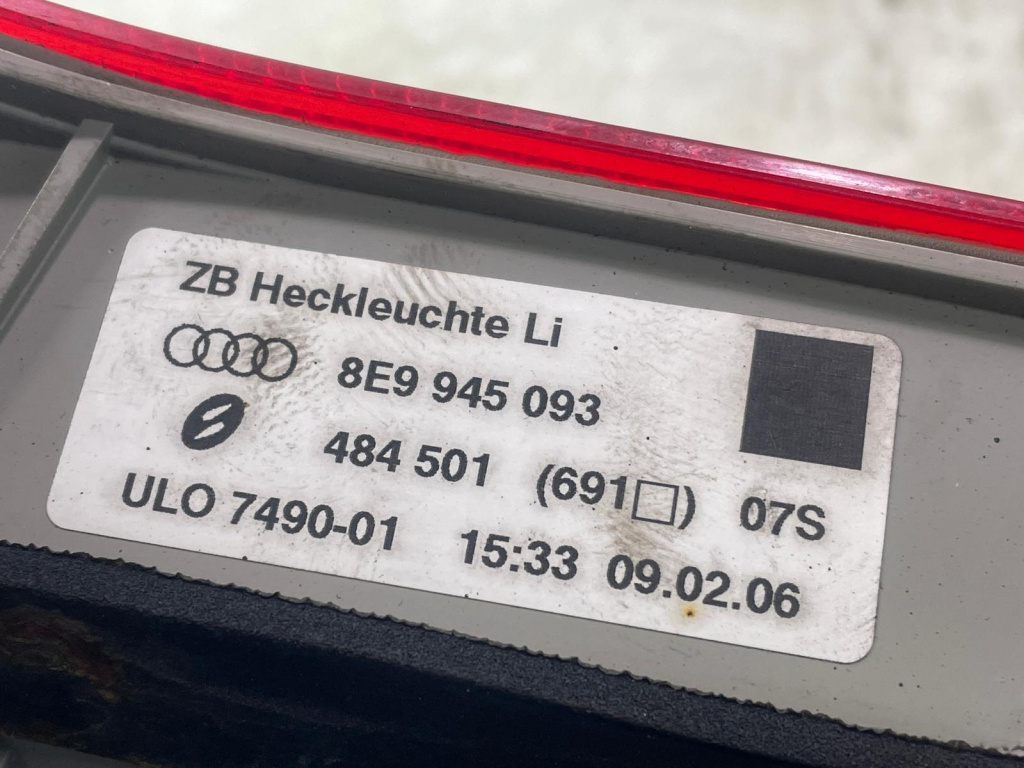 ZB Heckleuchte Li
8E9 945 093
484 501 (691□) 07S
ULO 7490-01 15:33 09.02.06